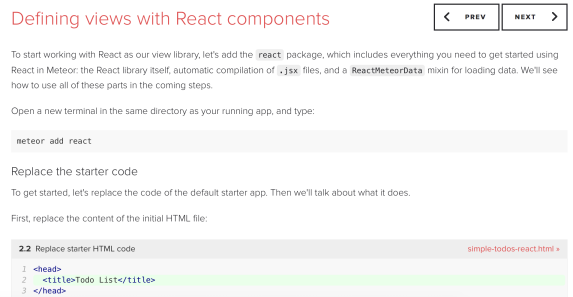 Defining views with React components
PREV
NEXT
To start working with React as our view library, let's add the react package, which includes everything you need to get started using
React in Meteor: the React library itself, automatic compilation of .jsx files, and a ReactMeteorData mixin for loading data. We'll see
how to use all of these parts in the coming steps.
Open a new terminal in the same directory as your running app, and type:
meteor add react
Replace the starter code
To get started, let's replace the code of the default starter app. Then we'll talk about what it does.
First, replace the content of the initial HTML file:
2.2 Replace starter HTML code simple-todos-react.html »
1 <head>
2   <title>Todo List</title>
3 </head>